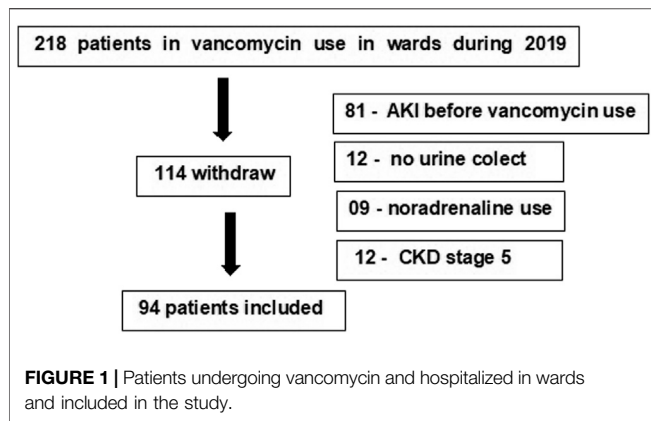 218 patients in vancomycin use in wards during 2019
81 - AKI before vancomycin use
114 withdraw
12 - no urine colect
09 - noradrenaline use
12 - CKD stage 5
94 patients included
FIGURE 1 | Patients undergoing vancomycin and hospitalized in wards
and included in the study.